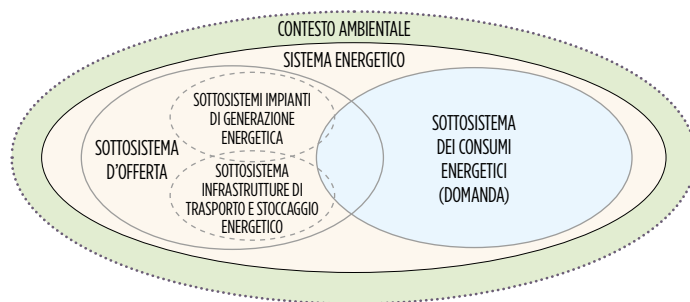 CONTESTO AMBIENTALE
SISTEMA ENERGETICO
SOTTOSISTEMA
D'OFFERTA
SOTTOSISTEMI IMPIANTI
DI GENERAZIONE
ENERGETICA
SOTTOSISTEMA
INFRASTRUTTURE DI
TRASPORTO E STOCCAGGIO
ENERGETICO
SOTTOSISTEMA
DEI CONSUMI
ENERGETICI
(DOMANDA)